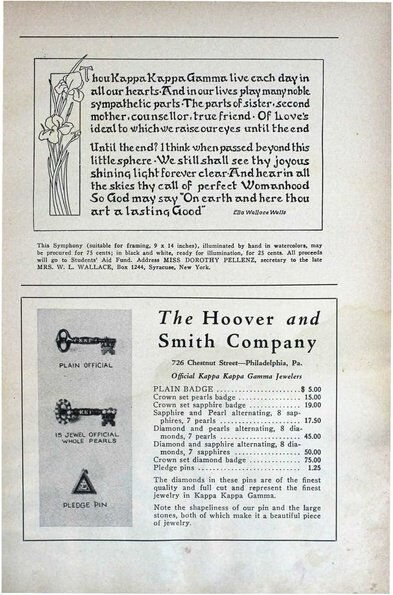 Thou Kappa Kappa Gamma live each day in
all our hearts · And in our lives play many noble
sympathetic parts · The parts of sister, second
mother, counsellor, true friend · Of Love's
ideal to which we raise our eyes until the end
Until the end? I think when passed beyond this
little sphere · We still shall see thy joyous
shining light forever clear · And hear in all
the skies thy call of perfect Womanhood
So God may say "On earth and here thou
art a lasting Good"
Ella Wallace Wells
This Symphony (suitable for framing, 9 x 14 inches), illuminated by hand in watercolors, may
be procured for 75 cents; in black and white, ready for illumination, for 25 cents. All proceeds
will go to Students' Aid Fund. Address MISS DOROTHY PELLENZ, secretary to the late
MRS. W. L. WALLACE, Box 1244, Syracuse, New York.
KKΓ
PLAIN OFFICIAL
KKΓ
15 JEWEL OFFICIAL
WHOLE PEARLS
PLEDGE PIN
The Hoover and
Smith Company
726 Chestnut Street—Philadelphia, Pa.
Official Kappa Kappa Gamma Jewelers
PLAIN BADGE ..................$ 5.00
Crown set pearls badge ............... 15.00
Crown set sapphire badge ............ 19.00
Sapphire and Pearl alternating, 8 sap-
phires, 7 pearls .................... 17.50
Diamond and pearls alternating, 8 dia-
monds, 7 pearls .................... 45.00
Diamond and sapphire alternating, 8 dia-
monds, 7 sapphires ................. 50.00
Crown set diamond badge ............ 75.00
Pledge pins .......................... 1.25
The diamonds in these pins are of the finest
quality and full cut and represent the finest
jewelry in Kappa Kappa Gamma.
Note the shapeliness of our pin and the large
stones, both of which make it a beautiful piece
of jewelry.